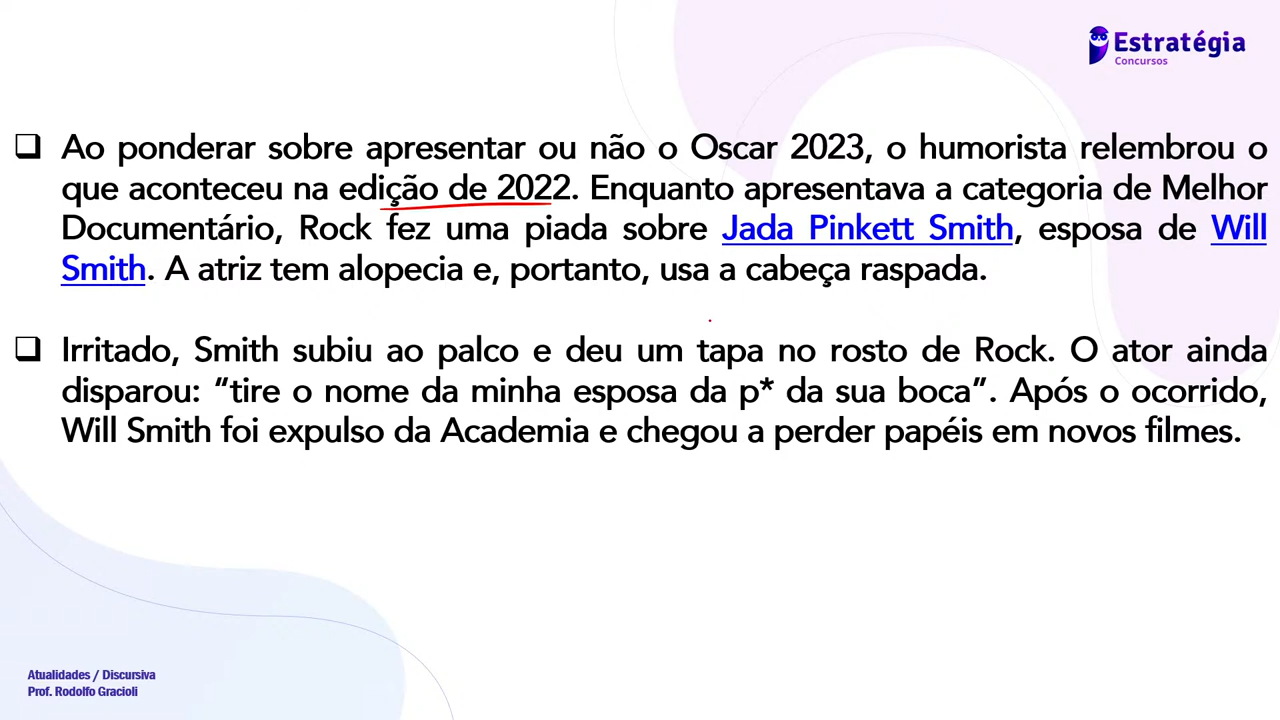 Estratégia
Concursos
❑ Ao ponderar sobre apresentar ou não o Oscar 2023, o humorista relembrou o
que aconteceu na edição de 2022. Enquanto apresentava a categoria de Melhor
Documentário, Rock fez uma piada sobre Jada Pinkett Smith, esposa de Will
Smith. A atriz tem alopecia e, portanto, usa a cabeça raspada.
❑ Irritado, Smith subiu ao palco e deu um tapa no rosto de Rock. O ator ainda
disparou: “tire o nome da minha esposa da p* da sua boca”. Após o ocorrido,
Will Smith foi expulso da Academia e chegou a perder papéis em novos filmes.
Atualidades / Discursiva
Prof. Rodolfo Gracioli